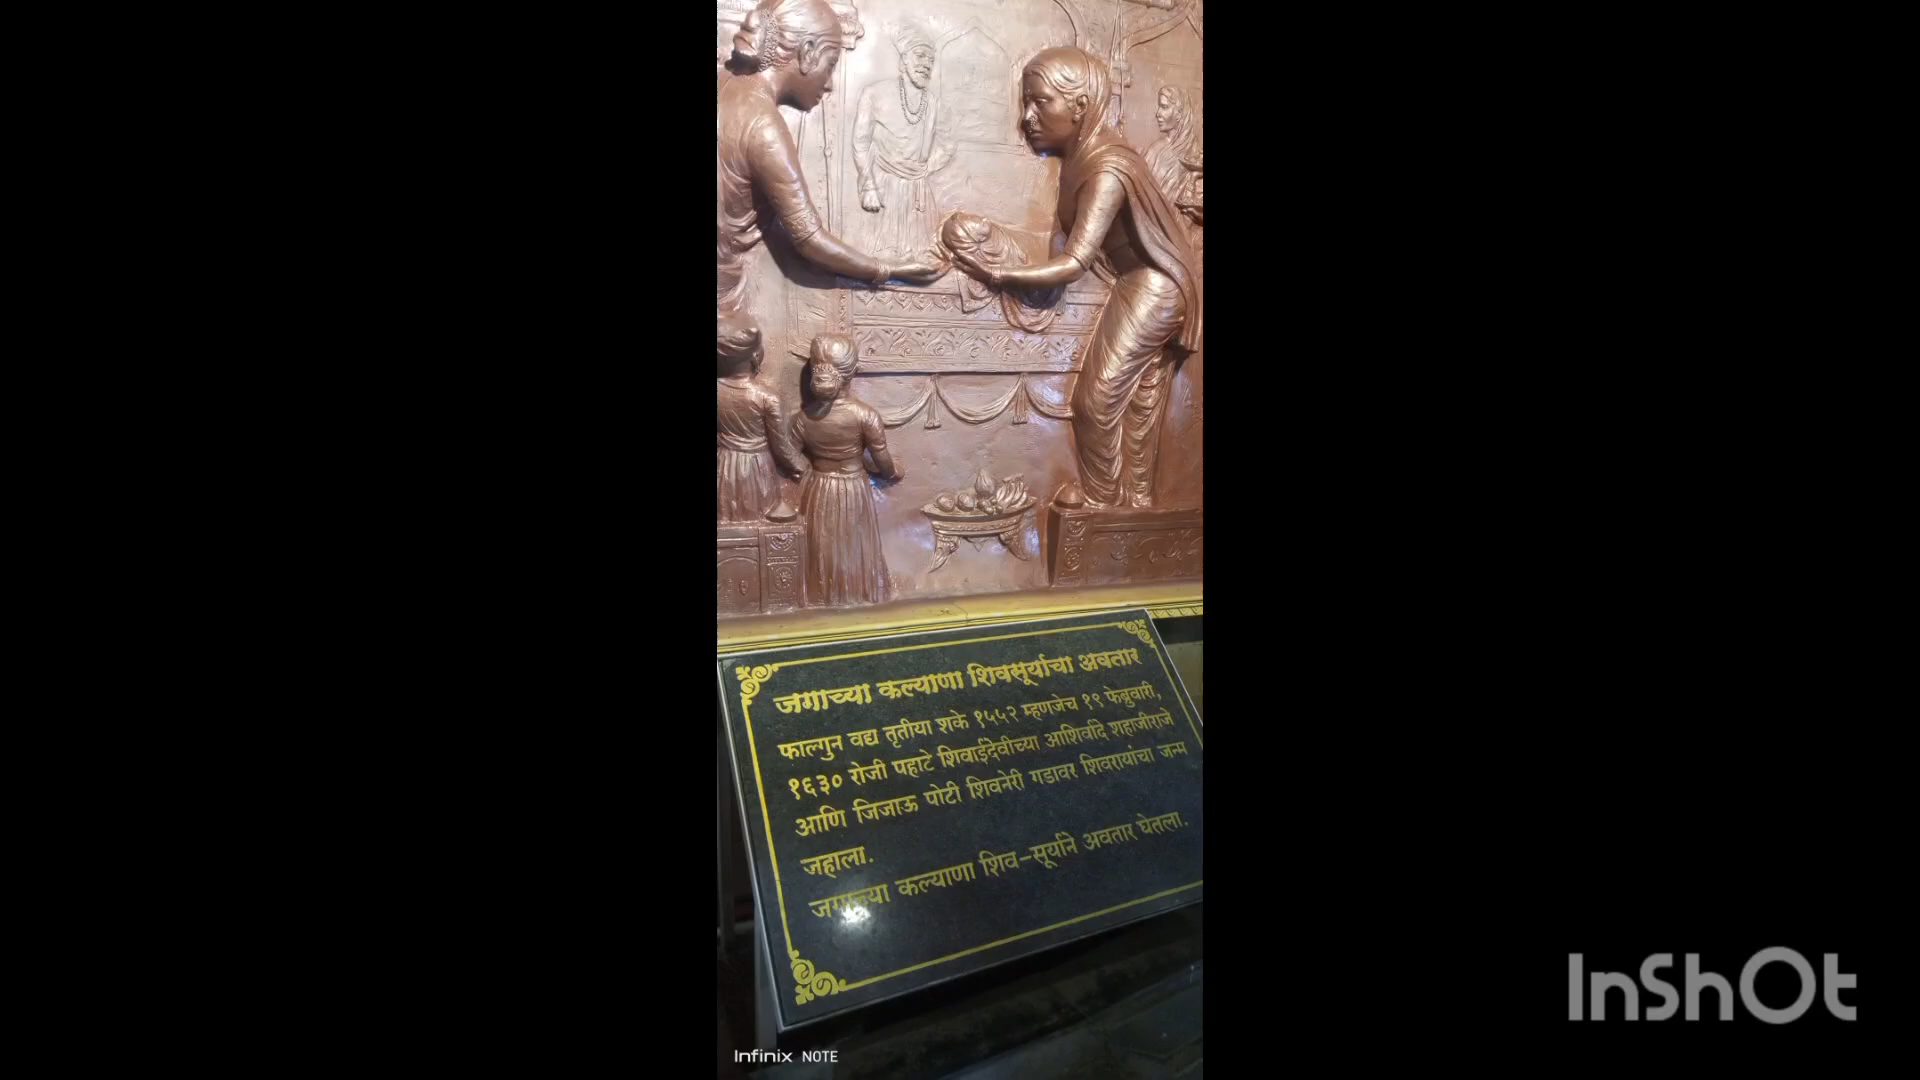 जगाच्या कल्याणा शिवसूर्याचा अवतार
फाल्गुन वद्य तृतीया शके १५५२ म्हणजेच १९ फेब्रुवारी,
१६३० रोजी पहाटे शिवाईदेवीच्या आशिर्वादे शहाजीराजे
आणि जिजाऊ पोटी शिवनेरी गडावर शिवरायांचा जन्म
जहाला.
जगाच्या कल्याणा शिव-सूर्याने अवतार घेतला.
Infinix NOTE
InShOt